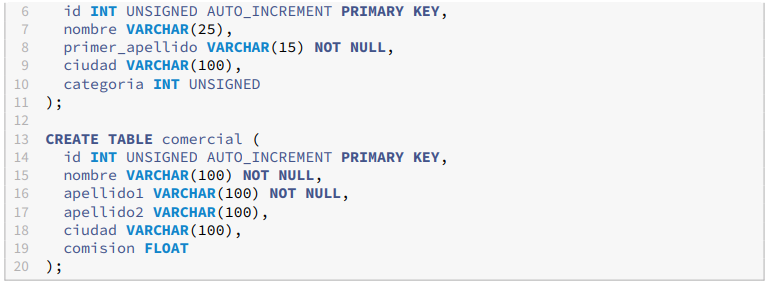 6 id INT UNSIGNED AUTO_INCREMENT PRIMARY KEY,
7 nombre VARCHAR(25),
8 primer_apellido VARCHAR(15) NOT NULL,
9 ciudad VARCHAR(100),
10 categoria INT UNSIGNED
11 );
12
13 CREATE TABLE comercial (
14 id INT UNSIGNED AUTO_INCREMENT PRIMARY KEY,
15 nombre VARCHAR(100) NOT NULL,
16 apellido1 VARCHAR(100) NOT NULL,
17 apellido2 VARCHAR(100),
18 ciudad VARCHAR(100),
19 comision FLOAT
20 );